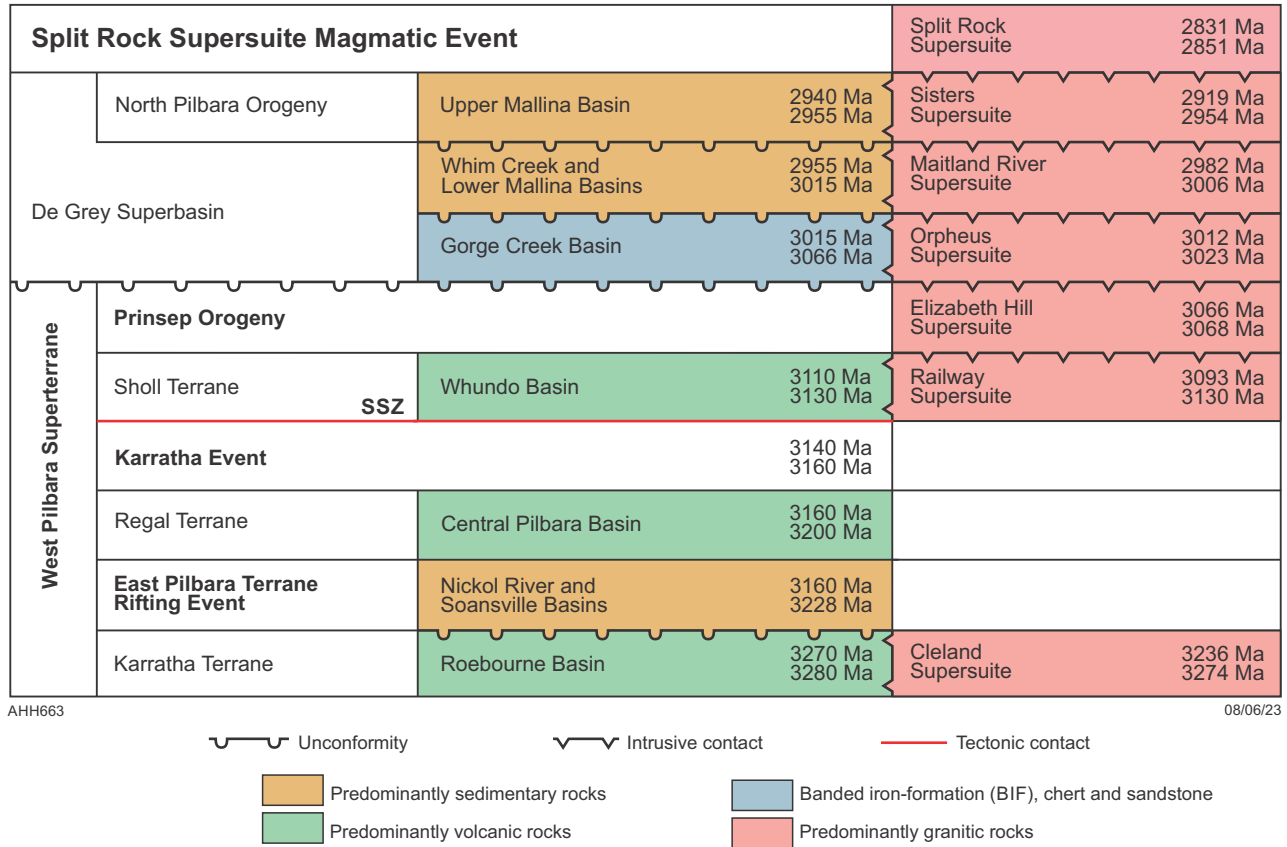 Split Rock Supersuite Magmatic Event
Split Rock 2831 Ma
Supersuite 2851 Ma
North Pilbara Orogeny
Upper Mallina Basin
2940 Ma
2955 Ma
Sisters 2919 Ma
Supersuite 2954 Ma
De Grey Superbasin
Whim Creek and 2955 Ma
Lower Mallina Basins 3015 Ma
Maitland River 2982 Ma
Supersuite 3006 Ma
Gorge Creek Basin
3015 Ma
3066 Ma
Orpheus 3012 Ma
Supersuite 3023 Ma
West Pilbara Superterrane
Prinsep Orogeny
Elizabeth Hill 3066 Ma
Supersuite 3068 Ma
Sholl Terrane
SSZ
Whundo Basin
3110 Ma
3130 Ma
Railway 3093 Ma
Supersuite 3130 Ma
Karratha Event
3140 Ma
3160 Ma
Regal Terrane
Central Pilbara Basin
3160 Ma
3200 Ma
East Pilbara Terrane
Rifting Event
Nickol River and 3160 Ma
Soansville Basins 3228 Ma
Karratha Terrane
Roebourne Basin
3270 Ma
3280 Ma
Cleland 3236 Ma
Supersuite 3274 Ma
AHH663 08/06/23
Unconformity
Intrusive contact
Tectonic contact
Predominantly sedimentary rocks
Banded iron-formation (BIF), chert and sandstone
Predominantly volcanic rocks
Predominantly granitic rocks